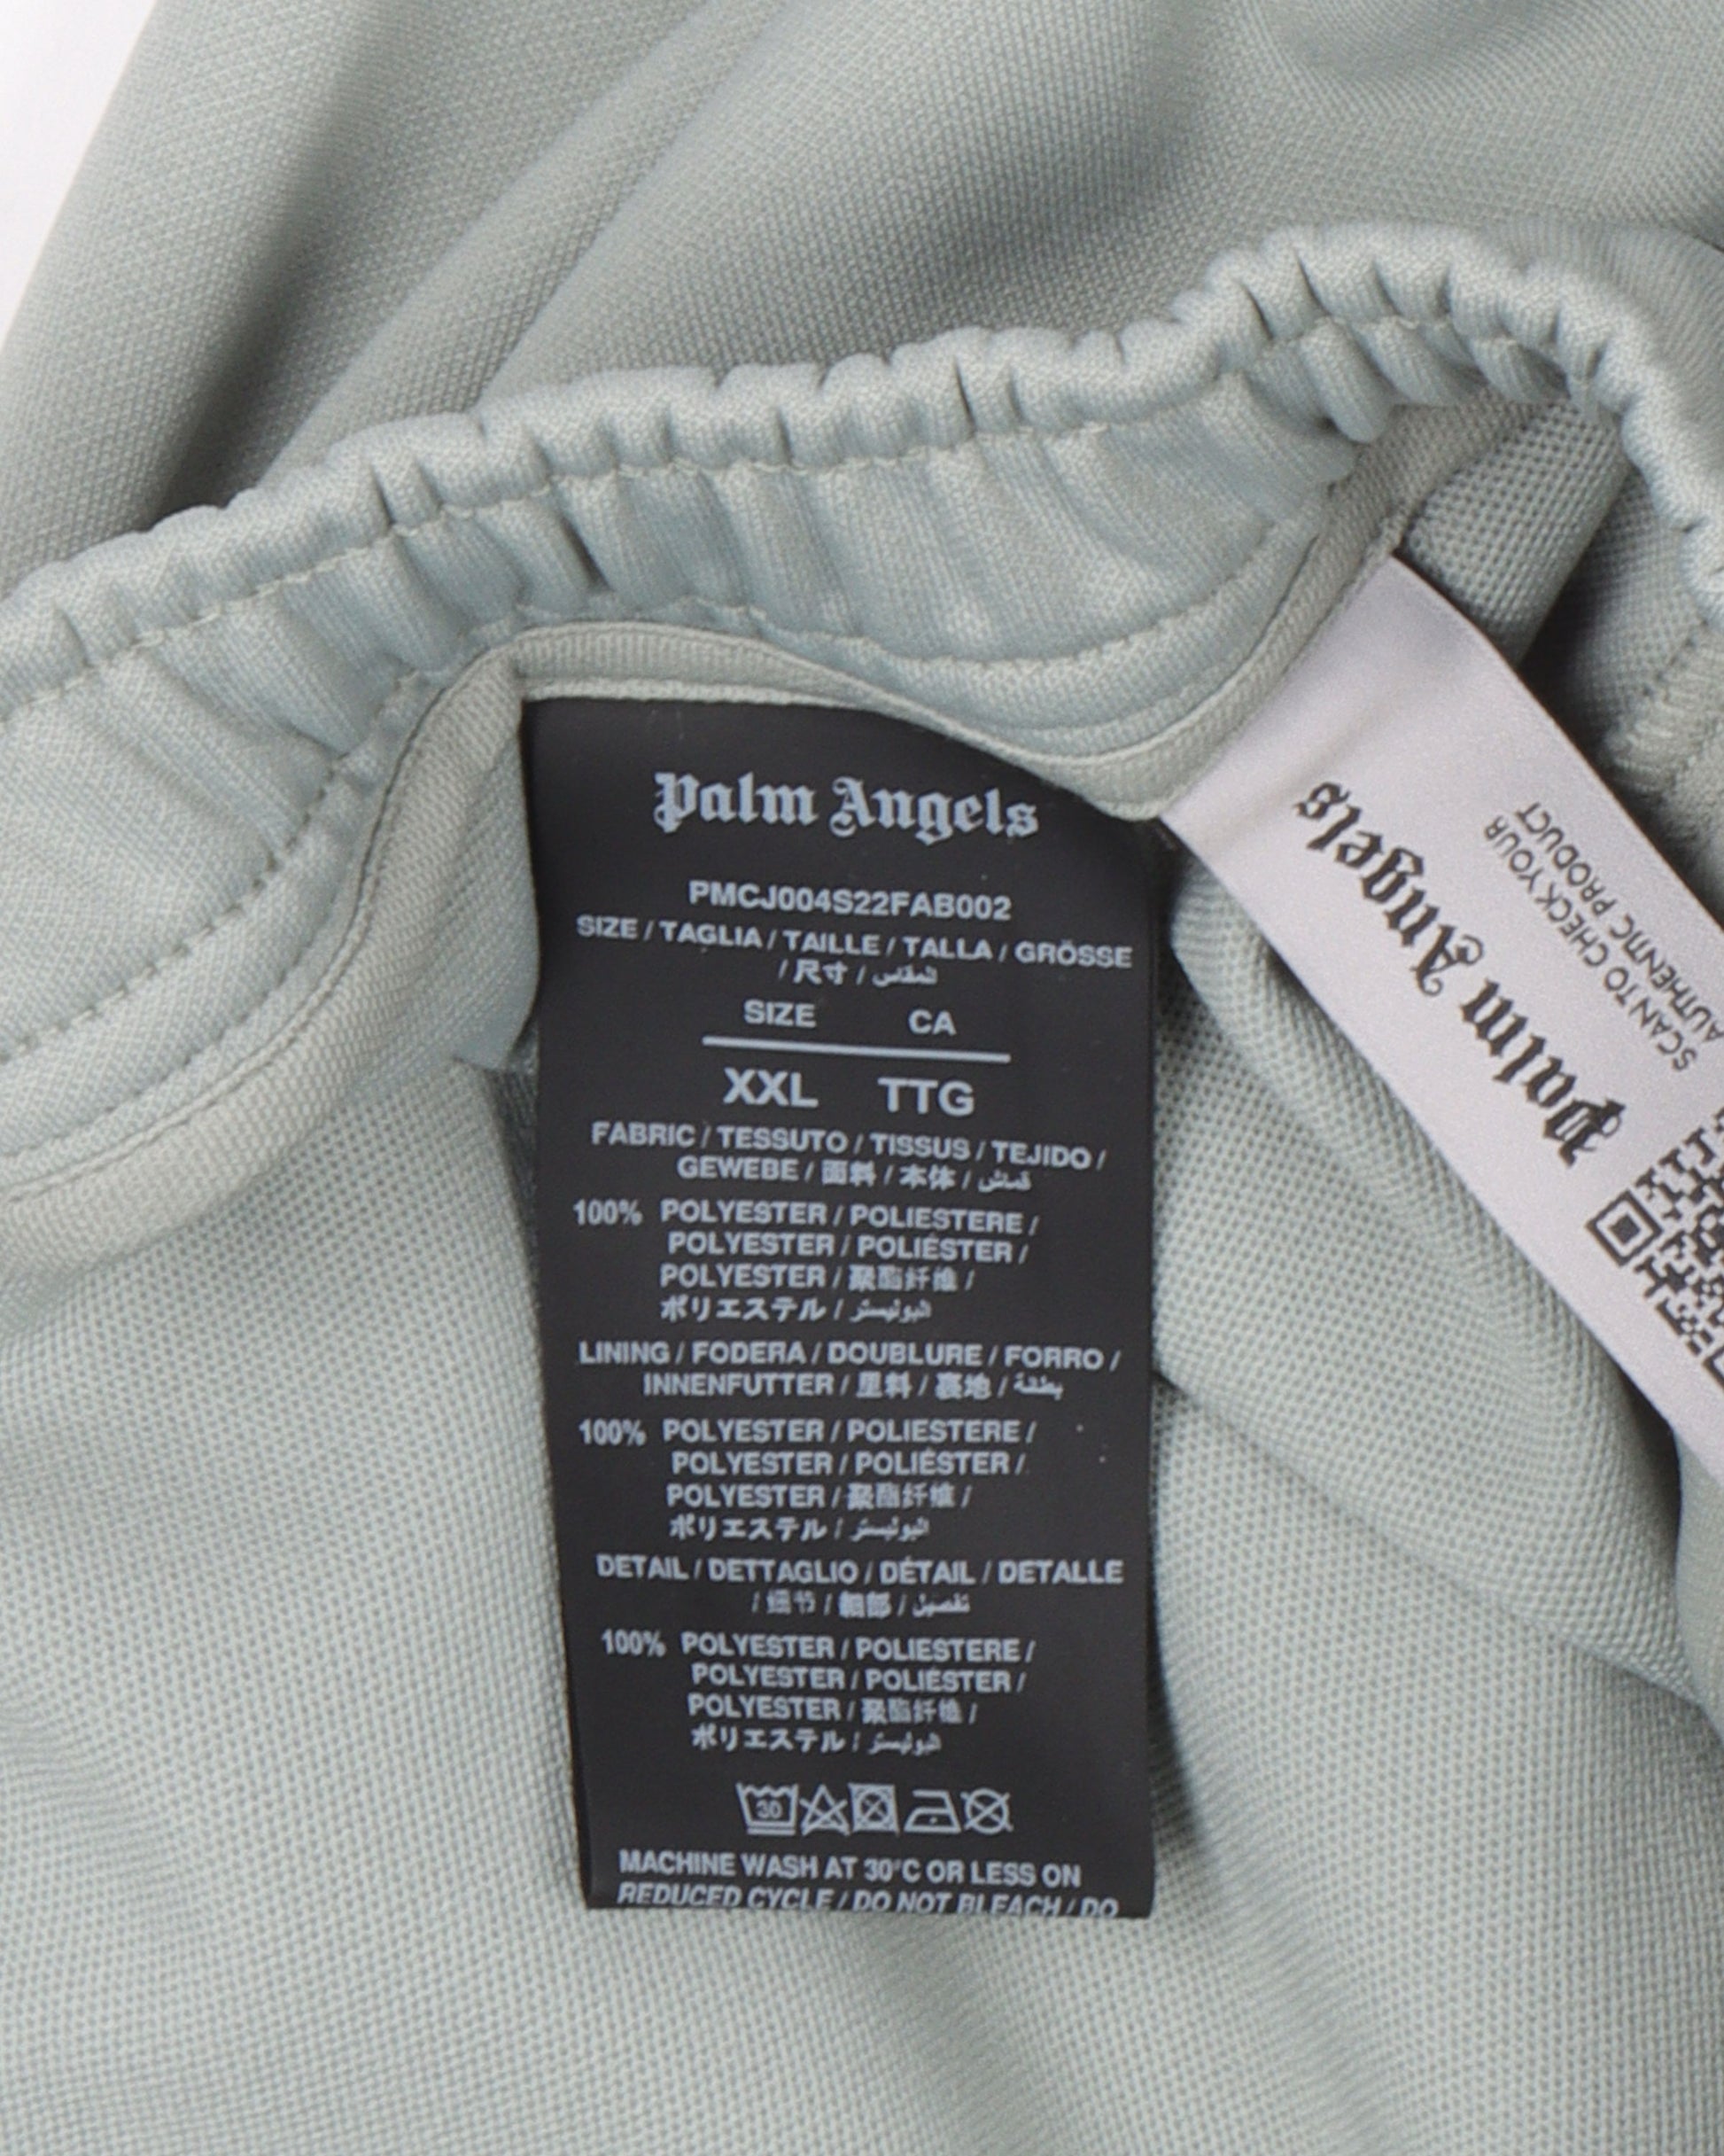 Palm Angels
PMCJ004S22FAB002
SIZE / TAGLIA / TAILLE / TALLA / GRÖSSE
/ 尺寸 / المقاس
SIZE CA
XXL TTG
FABRIC / TESSUTO / TISSUS / TEJIDO /
GEWEBE / 面料 / 本体 / قماش
100% POLYESTER / POLIESTERE /
POLYESTER / POLIÉSTER /
POLYESTER / 聚酯纤维 /
ポリエステル / البوليستر
LINING / FODERA / DOUBLURE / FORRO /
INNENFUTTER / 里料 / 裏地 / بطانة
100% POLYESTER / POLIESTERE /
POLYESTER / POLIÉSTER /
POLYESTER / 聚酯纤维 /
ポリエステル / البوليستر
DETAIL / DETTAGLIO / DÉTAIL / DETALLE
/ 细节 / 細部 / تفصيل
100% POLYESTER / POLIESTERE /
POLYESTER / POLIÉSTER /
POLYESTER / 聚酯纤维 /
ポリエステル / البوليستر
30
MACHINE WASH AT 30°C OR LESS ON
REDUCED CYCLE / DO NOT BLEACH / DO
Palm Angels
SCAN TO CHECK YOUR
AUTHENTIC PRODUCT